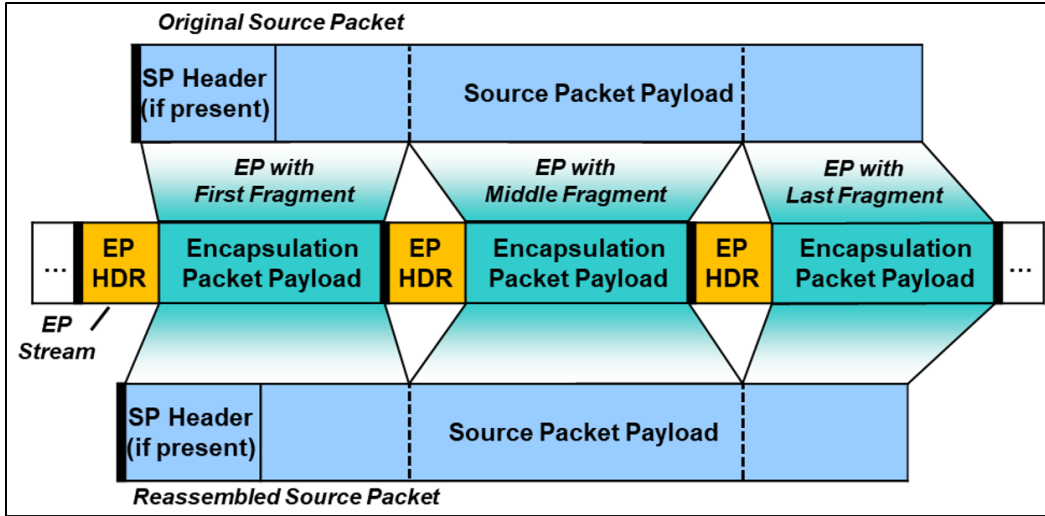 Original Source Packet
SP Header
(if present)
Source Packet Payload
EP with
First Fragment
EP with
Middle Fragment
EP with
Last Fragment
...
EP
HDR
Encapsulation
Packet Payload
EP
HDR
Encapsulation
Packet Payload
EP
HDR
Encapsulation
Packet Payload
...
EP
Stream
SP Header
(if present)
Source Packet Payload
Reassembled Source Packet